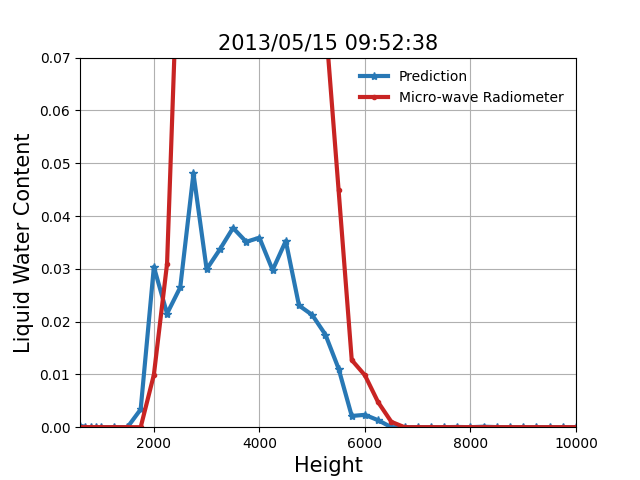 2013/05/15 09:52:38
0.07
0.06
0.05
0.04
0.03
0.02
0.01
0.00
Liquid Water Content
Prediction
Micro-wave Radiometer
2000 4000 6000 8000 10000
Height